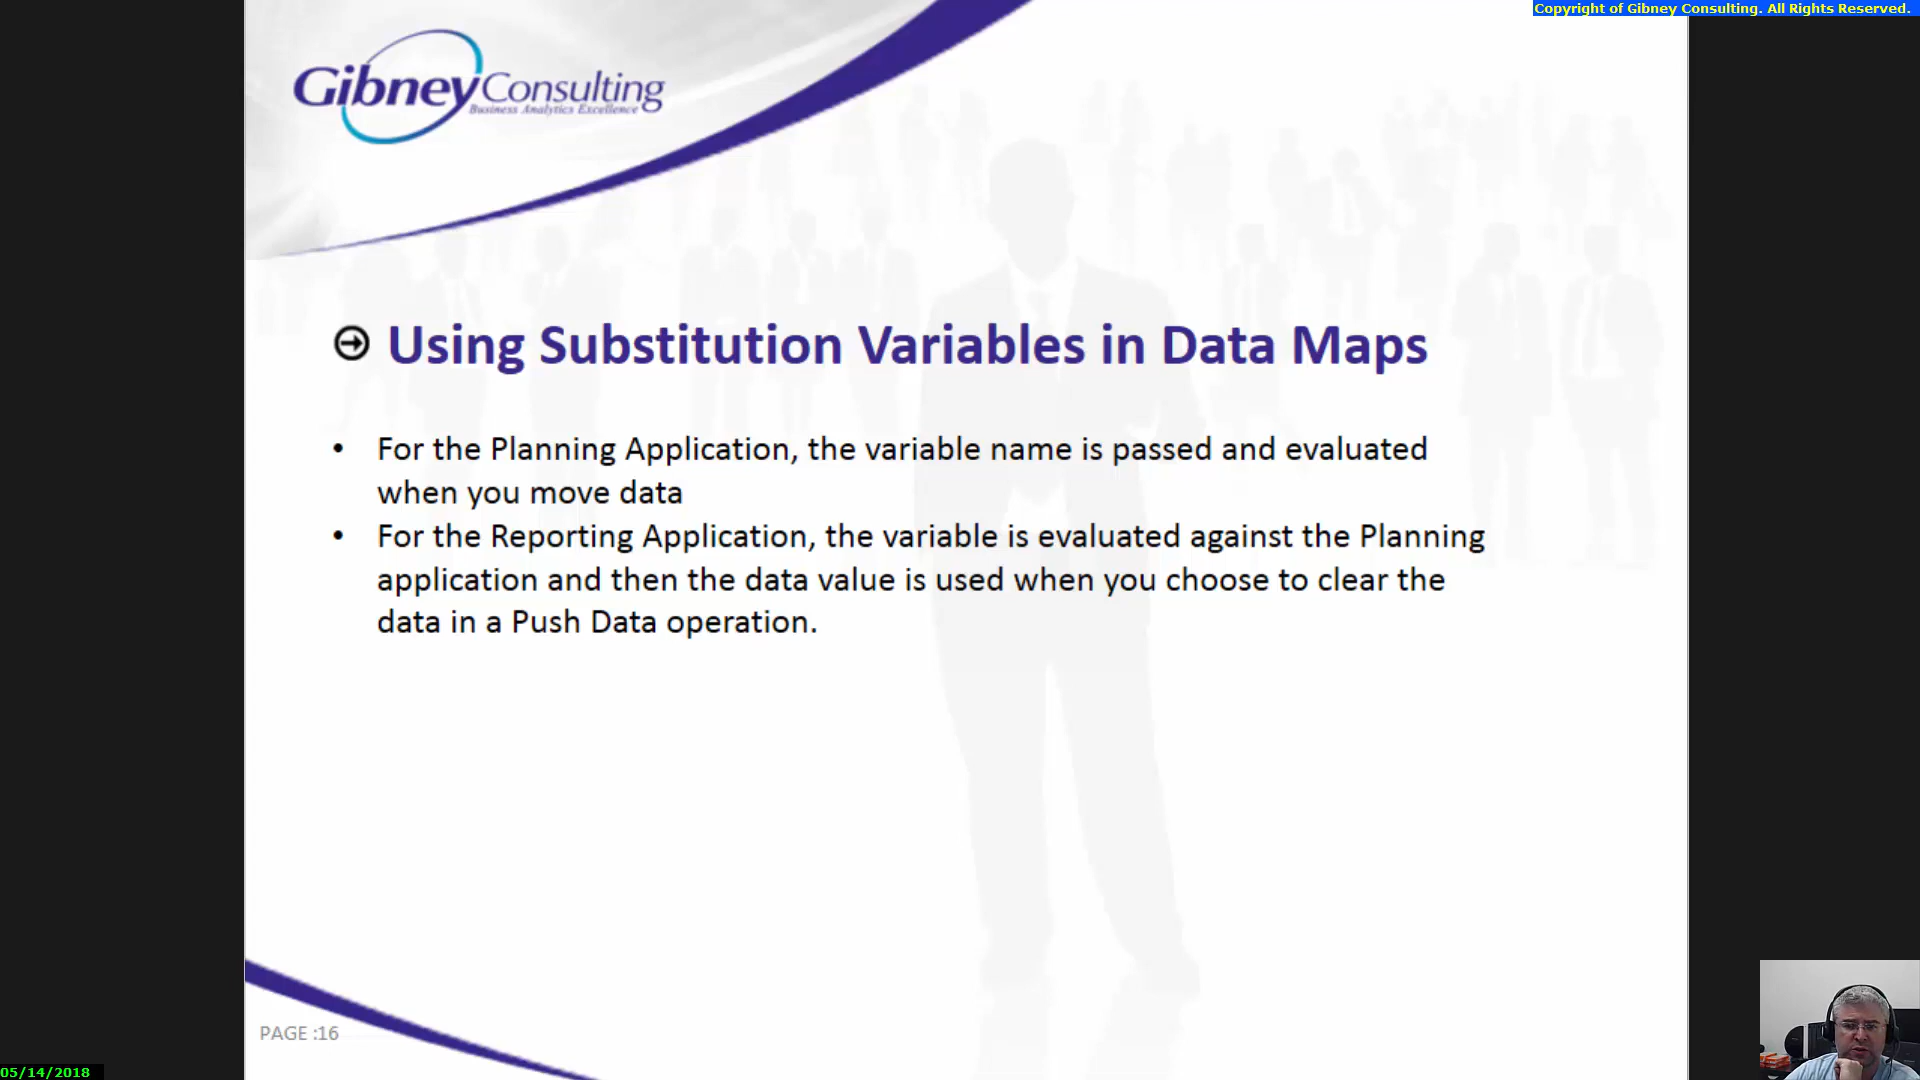 Copyright of Gibney Consulting. All Rights Reserved.
Gibney Consulting
Business Analytics Excellence
Using Substitution Variables in Data Maps
• For the Planning Application, the variable name is passed and evaluated
when you move data
• For the Reporting Application, the variable is evaluated against the Planning
application and then the data value is used when you choose to clear the
data in a Push Data operation.
PAGE :16
05/14/2018